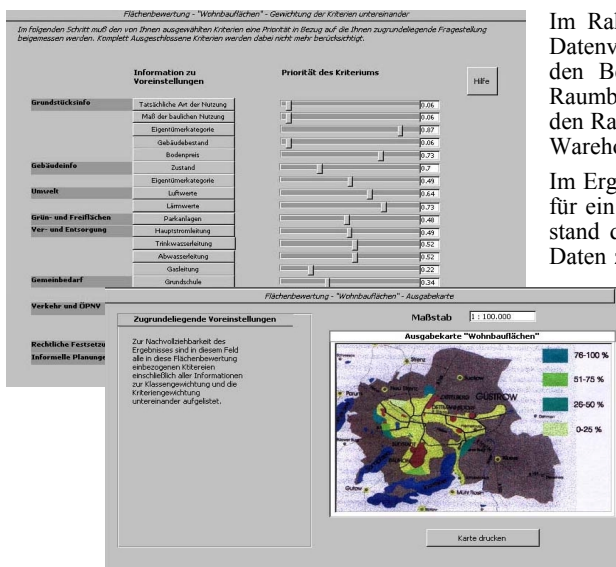 Flächenbewertung - "Wohnbauflächen" - Gewichtung der Kriterien untereinander
Im folgenden Schritt muß den von Ihnen ausgewählten Kriterien eine Priorität in Bezug auf die Ihnen zugrundeliegende Fragestellung
beigemessen werden. Komplett Ausgeschlossene Kriterien werden dabei nicht mehr berücksichtigt.
Information zu
Voreinstellungen
Priorität des Kriteriums
Hilfe
Grundstücksinfo
Tatsächliche Art der Nutzung 0.06
Maß der baulichen Nutzung 0.06
Eigentümerkategorie 0.87
Gebäudebestand 0.06
Bodenpreis 0.73
Gebäudeinfo
Zustand 0.7
Eigentümerkategorie 0.49
Umwelt
Luftwerte 0.64
Lärmwerte 0.73
Grün- und Freiflächen
Parkanlagen 0.48
Ver- und Entsorgung
Hauptstromleitung 0.49
Trinkwasserleitung 0.52
Abwasserleitung 0.52
Gasleitung 0.22
Gemeinbedarf
Grundschule 0.34
Verkehr und ÖPNV
Rechtliche Festsetzu
Informelle Planunge
Flächenbewertung - "Wohnbauflächen" - Ausgabekarte
Zugrundeliegende Voreinstellungen
Zur Nachvollziehbarkeit des
Ergebnisses sind in diesem Feld
alle in diese Flächenbewertung
einbezogenen Ktitereien
einschließlich aller Informationen
zu Klassengewichtung und die
Kriteriengewichtung
untereinander aufgelistet.
Maßstab
1 : 100.000
Ausgabekarte "Wohnbauflächen"
GÜSTROW
Gutow
76-100 %
51-75 %
26-50 %
0-25 %
Karte drucken
Im Ral
Datenv
den Be
Raumb
den Ra
Wareho
Im Erg
für ein
stand d
Daten z